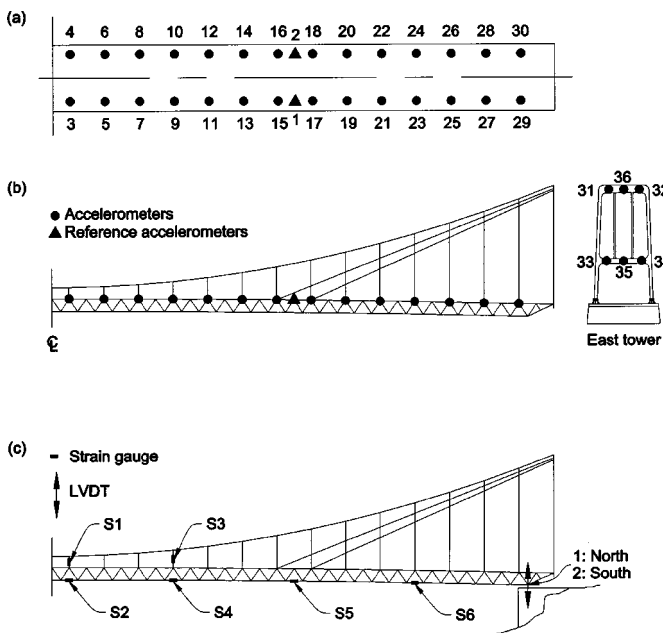 (a)
4 6 8 10 12 14 16 2 18 20 22 24 26 28 30
3 5 7 9 11 13 15 1 17 19 21 23 25 27 29
(b)
Accelerometers
Reference accelerometers
31 36
33 35
East tower
℄
(c)
Strain gauge
LVDT
S1 S3
S2 S4 S5 S6
1: North
2: South